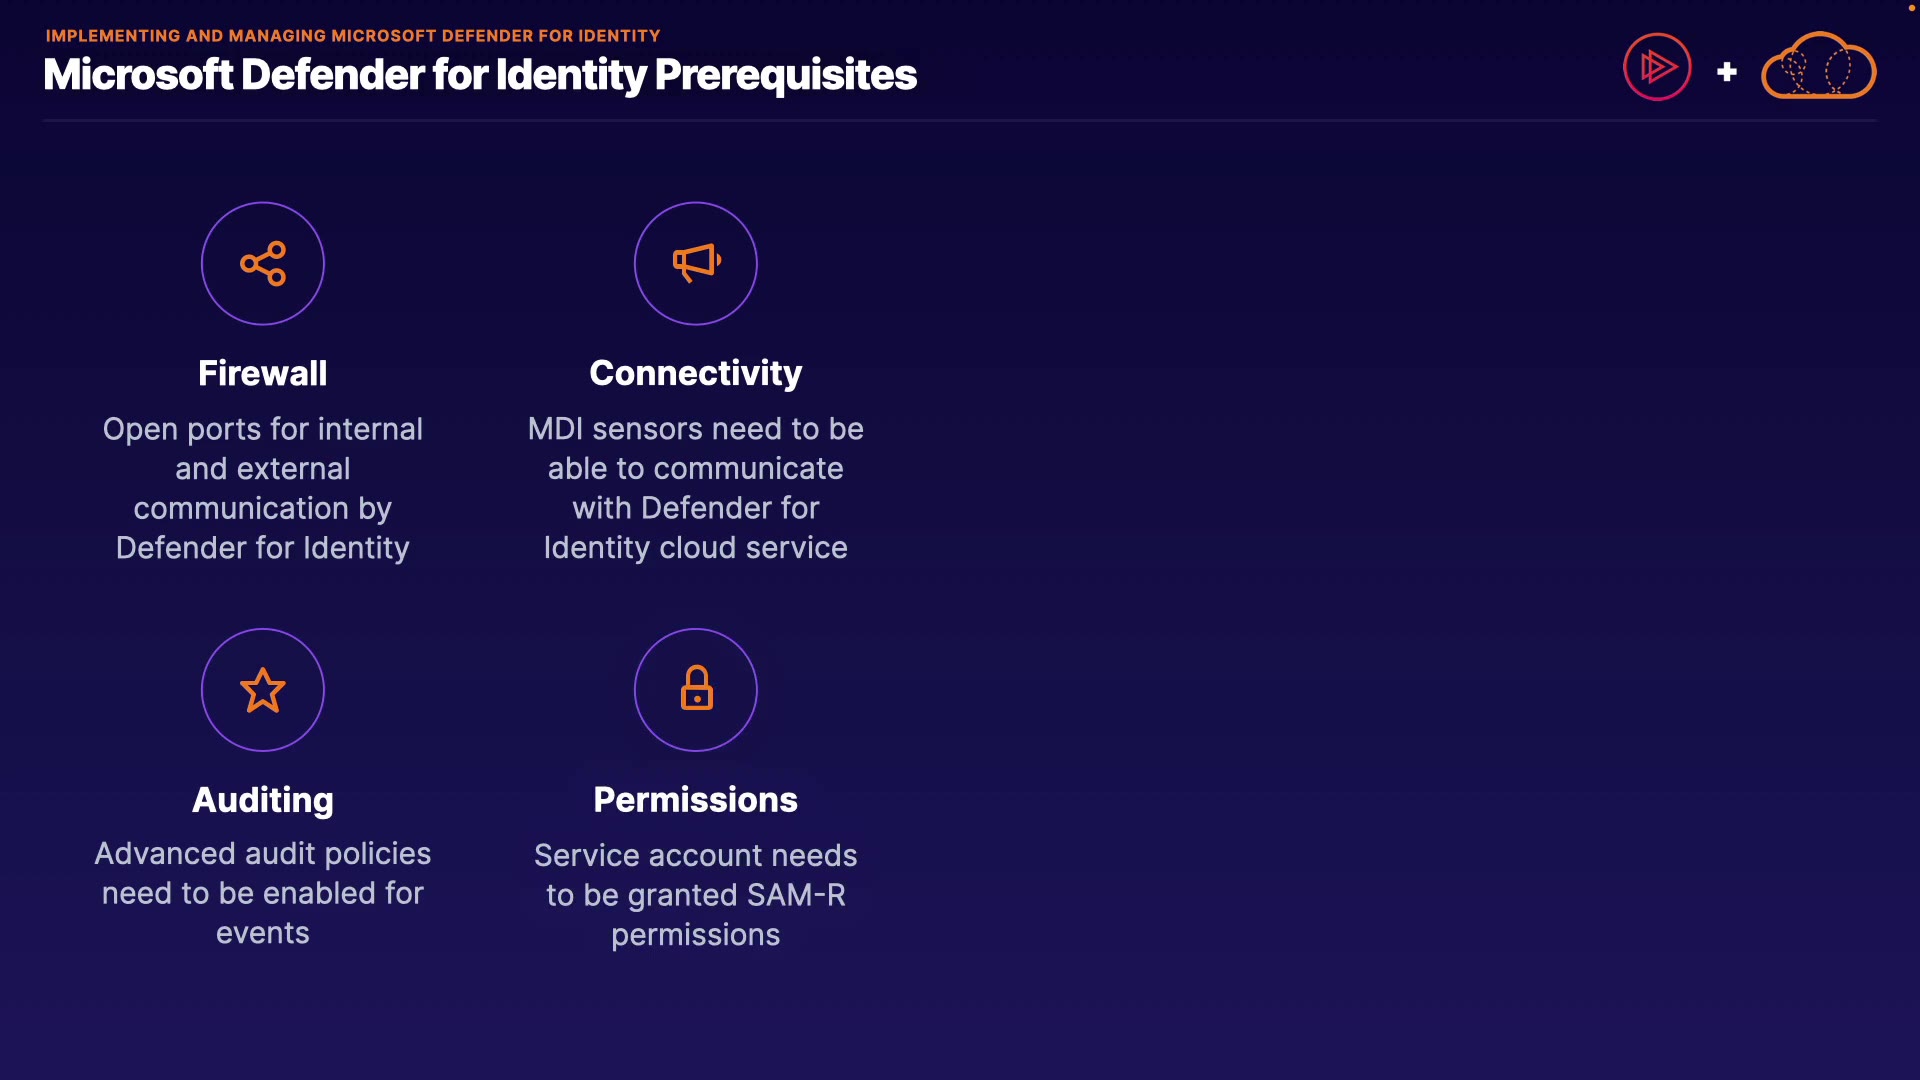 IMPLEMENTING AND MANAGING MICROSOFT DEFENDER FOR IDENTITY
Microsoft Defender for Identity Prerequisites
Firewall
Open ports for internal
and external
communication by
Defender for Identity
Connectivity
MDI sensors need to be
able to communicate
with Defender for
Identity cloud service
Auditing
Advanced audit policies
need to be enabled for
events
Permissions
Service account needs
to be granted SAM-R
permissions